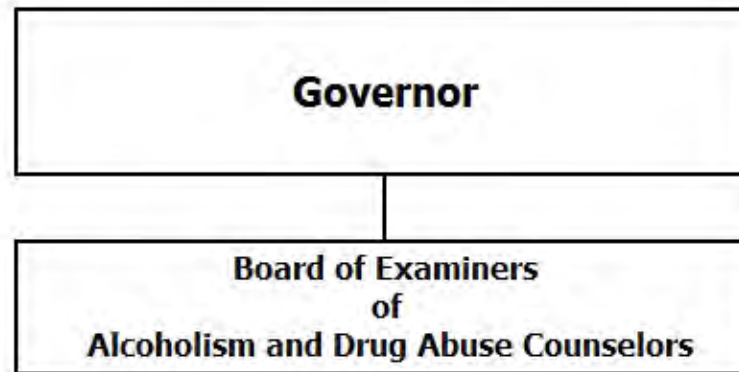 Governor
Board of Examiners
of
Alcoholism and Drug Abuse Counselors